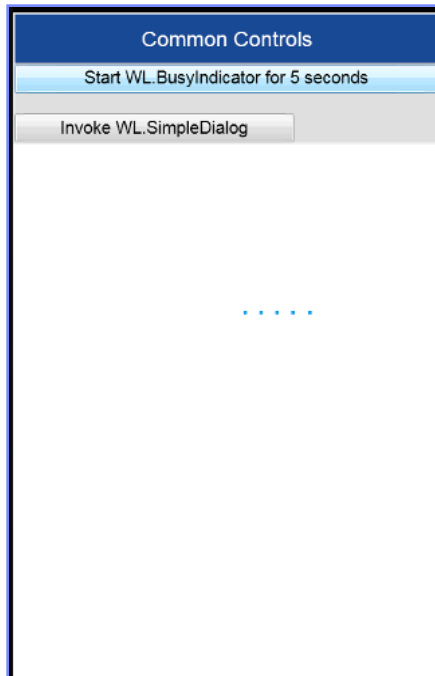 Common Controls
Start WL.BusyIndicator for 5 seconds
Invoke WL.SimpleDialog